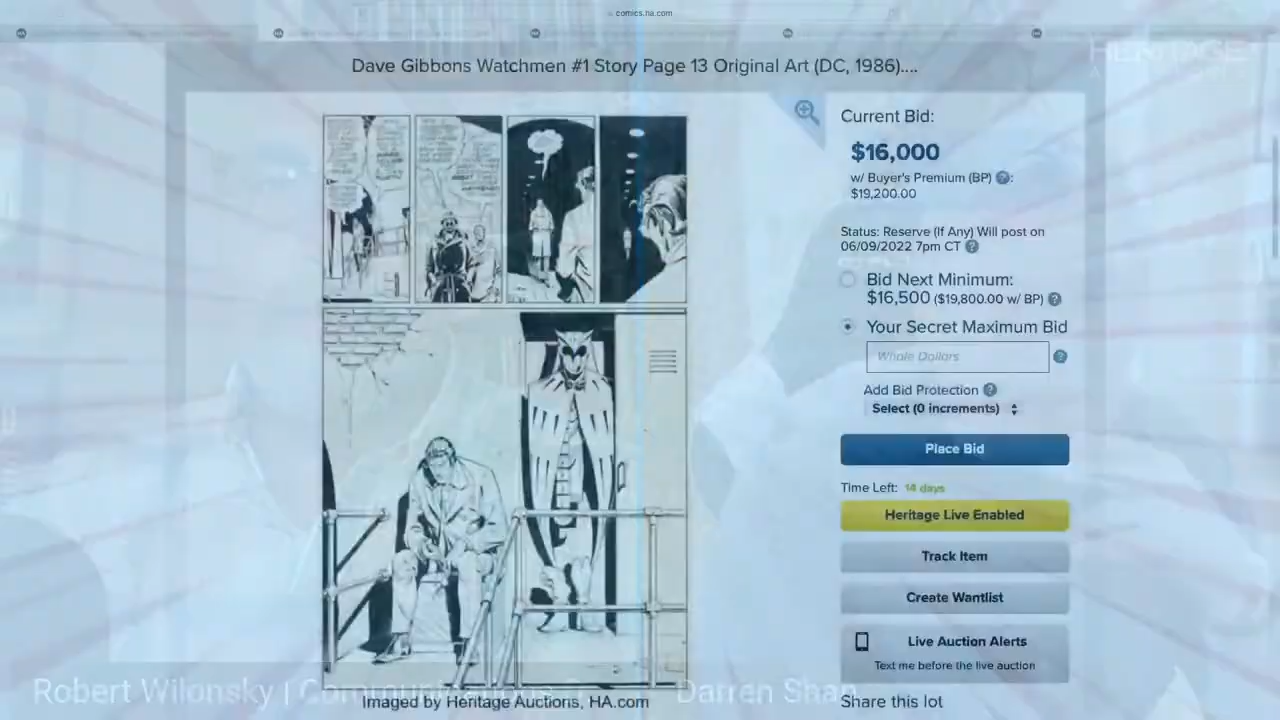 comics.ha.com
HERITAGE
Dave Gibbons Watchmen #1 Story Page 13 Original Art (DC, 1986)....
Current Bid:
$16,000
w/ Buyer's Premium (BP) ?:
$19,200.00
Status: Reserve (If Any) Will post on
06/09/2022 7pm CT ?
Bid Next Minimum:
$16,500 ($19,800.00 w/ BP) ?
Your Secret Maximum Bid
Whole Dollars ?
Add Bid Protection ?
Select (0 increments)
Place Bid
Time Left: 14 days
Heritage Live Enabled
Track Item
Create Wantlist
Live Auction Alerts
Text me before the live auction
Share this lot
Robert Wilonsky | Communications
Darren Shan
Imaged by Heritage Auctions, HA.com